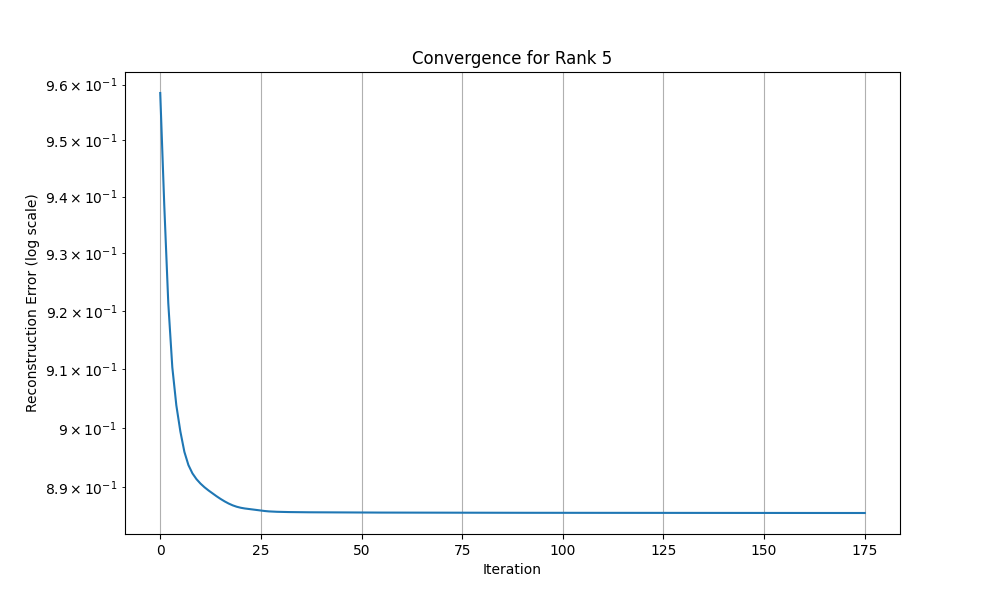 Convergence for Rank 5
Reconstruction Error (log scale)
9.6 × 10⁻¹
9.5 × 10⁻¹
9.4 × 10⁻¹
9.3 × 10⁻¹
9.2 × 10⁻¹
9.1 × 10⁻¹
9 × 10⁻¹
8.9 × 10⁻¹
0 25 50 75 100 125 150 175
Iteration